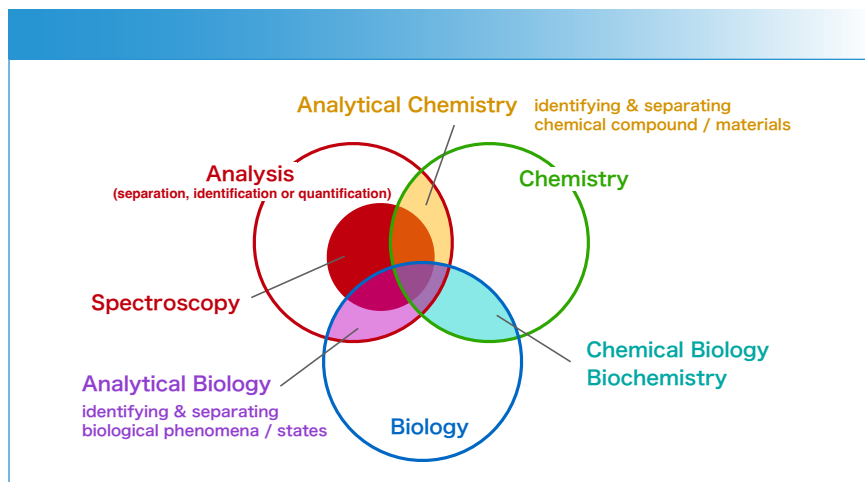 Analytical Chemistry
identifying & separating
chemical compound / materials
Analysis
(separation, identification or quantification)
Chemistry
Spectroscopy
Chemical Biology
Biochemistry
Analytical Biology
identifying & separating
biological phenomena / states
Biology